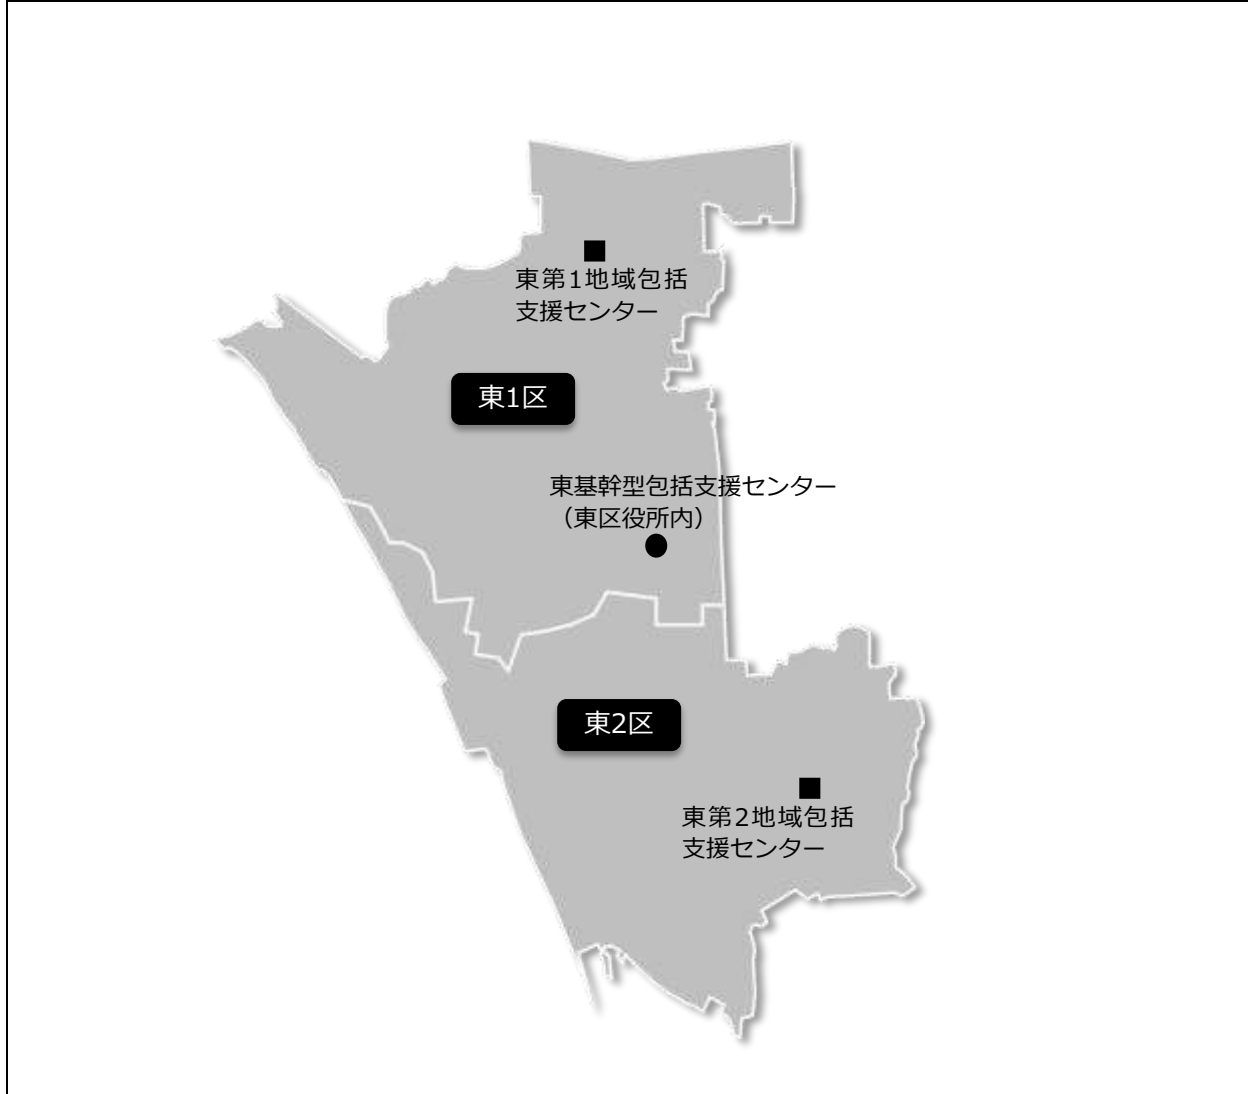 東第1地域包括
支援センター
東1区
東基幹型包括支援センター
（東区役所内）
東2区
東第2地域包括
支援センター